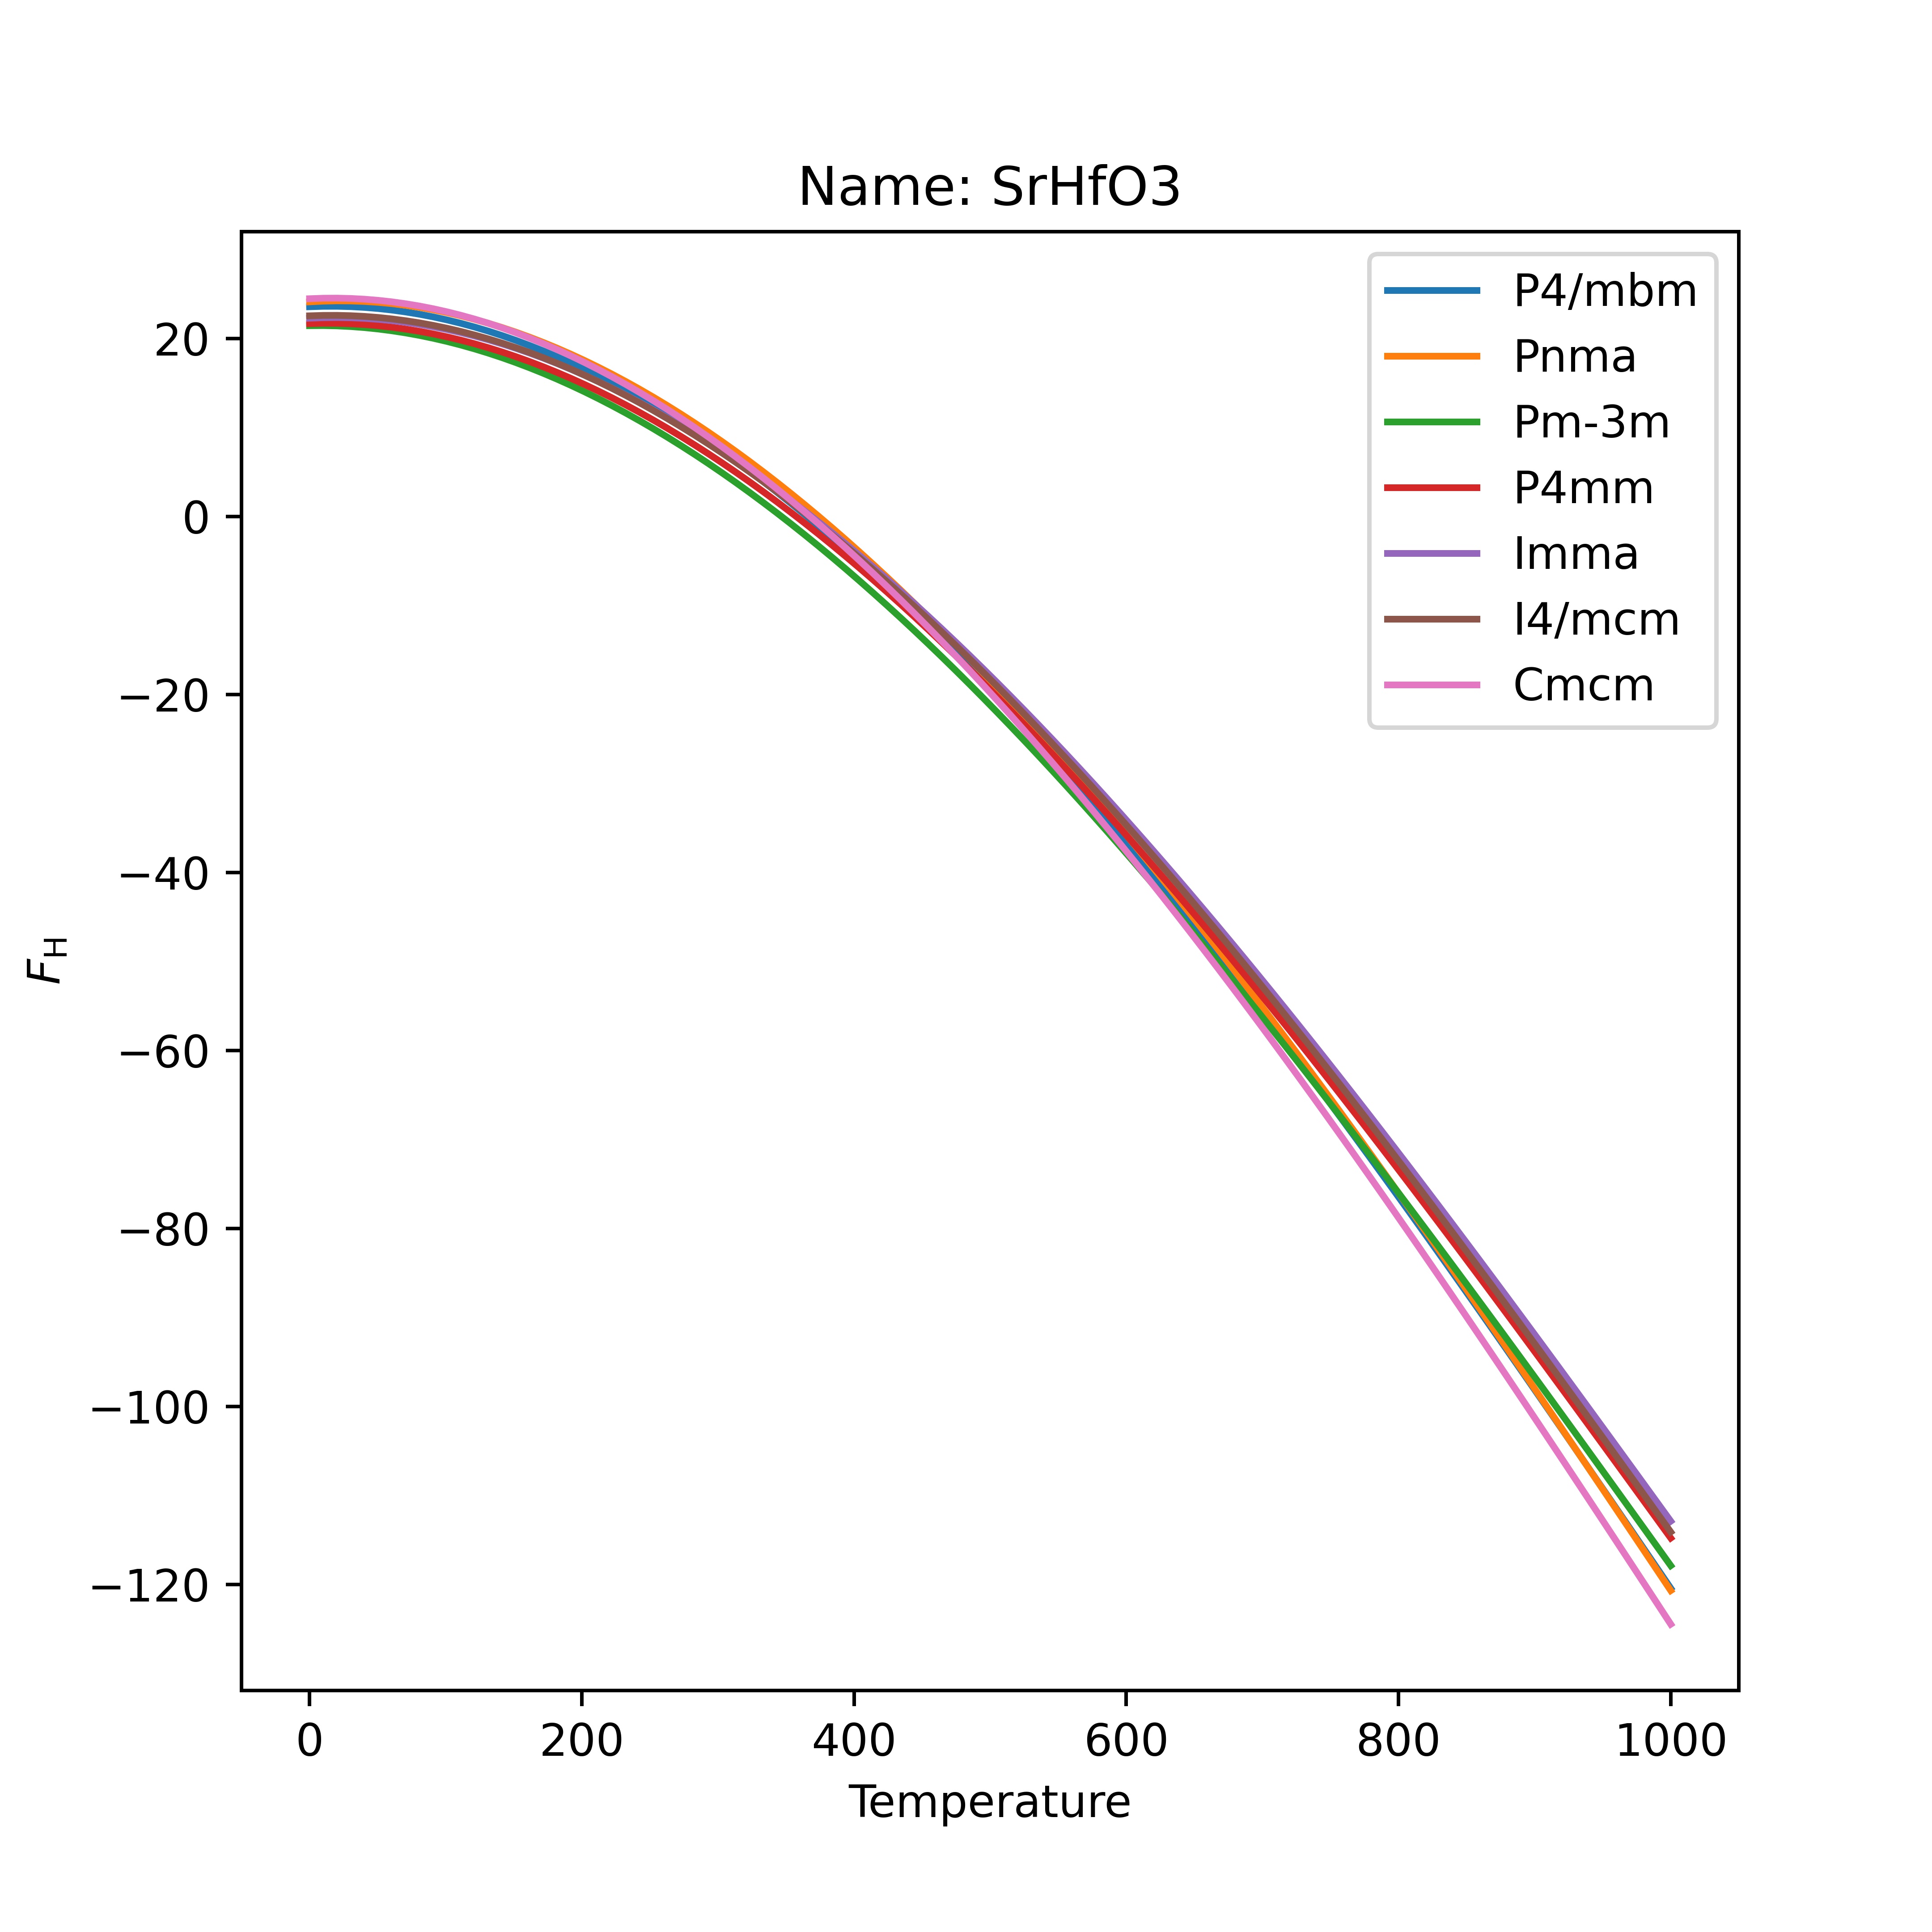 Name: SrHfO3
P4/mbm
Pnma
Pm-3m
P4mm
Imma
I4/mcm
Cmcm
20
0
−20
−40
−60
−80
−100
−120
F_H
0 200 400 600 800 1000
Temperature